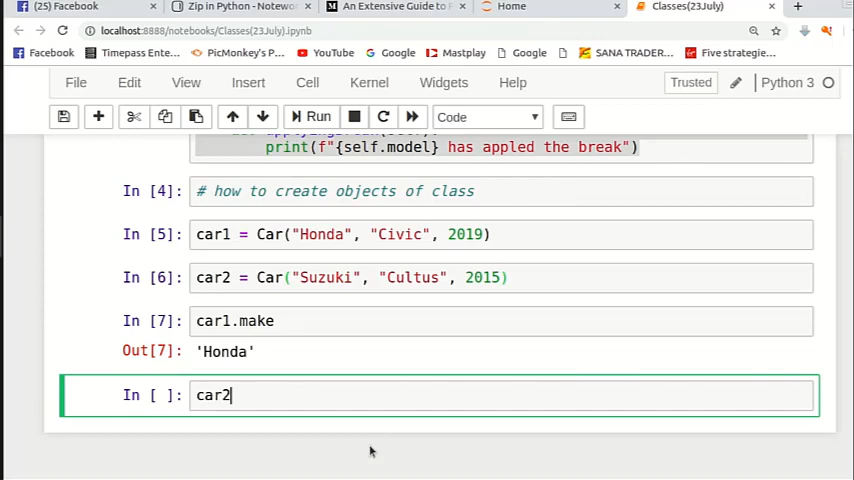 (25) Facebook × Zip in Python - Notewo × An Extensive Guide to × Home × Classes(23July) × +
localhost:8888/notebooks/Classes(23July).ipynb
Facebook Timepass Ente... PicMonkey's P... YouTube Google Mastplay Google SANA TRADER... Five strategie...
File Edit View Insert Cell Kernel Widgets Help Trusted Python 3
Run Code
print(f"{self.model} has appled the break")
In [4]: # how to create objects of class
In [5]: car1 = Car("Honda", "Civic", 2019)
In [6]: car2 = Car("Suzuki", "Cultus", 2015)
In [7]: car1.make
Out[7]: 'Honda'
In [ ]: car2